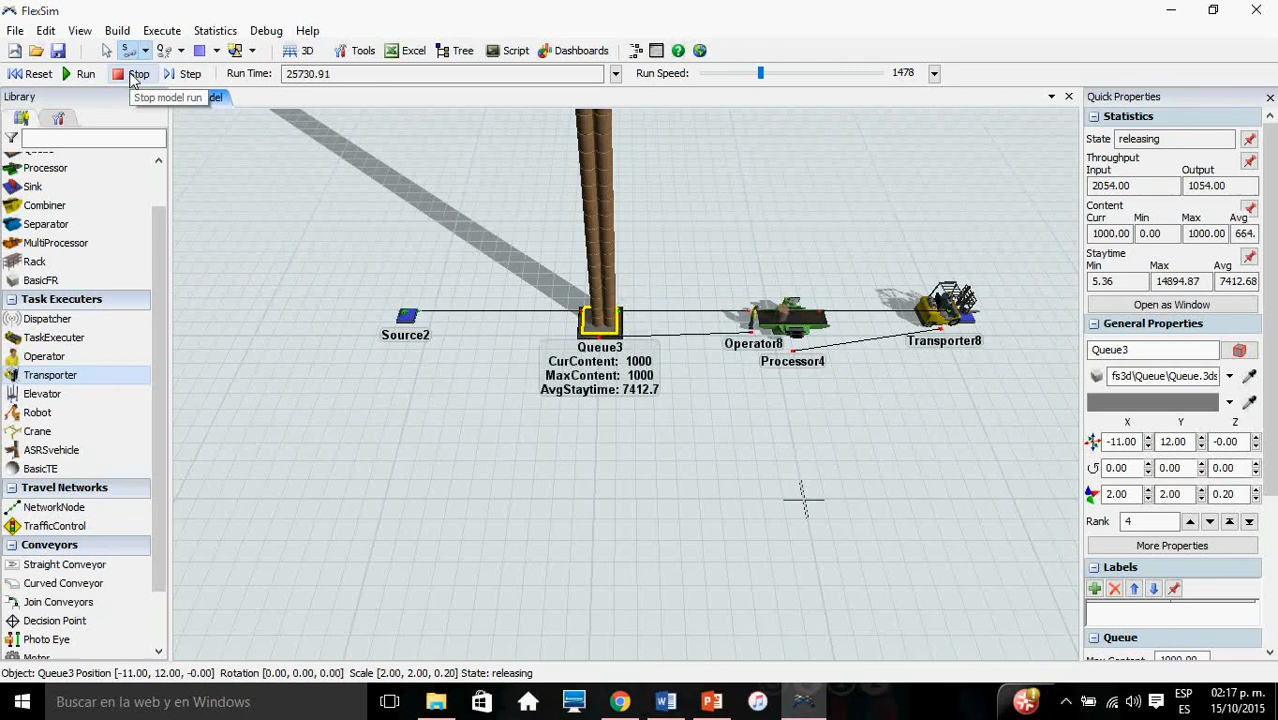 FlexSim
File Edit View Build Execute Statistics Debug Help
3D Tools Excel Tree Script Dashboards
Reset Run Stop Step Run Time: 25730.91 Run Speed: 1478
Library
Stop model run
del
Quick Properties
Statistics
State releasing
Throughput
Input Output
2054.00 1054.00
Content
Curr Min Max Avg
1000.00 0.00 1000.00 664.
Staytime
Min Max Avg
5.36 14894.87 7412.68
Open as Window
General Properties
Queue3
fs3d\Queue\Queue.3ds
X Y Z
-11.00 12.00 -0.00
0.00 0.00 0.00
2.00 2.00 0.20
Rank 4
More Properties
Labels
Queue
Max Content 1000.00
Processor
Sink
Combiner
Separator
MultiProcessor
Rack
BasicFR
Task Executers
Dispatcher
TaskExecuter
Operator
Transporter
Elevator
Robot
Crane
ASRSvehicle
BasicTE
Travel Networks
NetworkNode
TrafficControl
Conveyors
Straight Conveyor
Curved Conveyor
Join Conveyors
Decision Point
Photo Eye
Motor
Source2
Queue3
CurContent: 1000
MaxContent: 1000
AvgStaytime: 7412.7
Operator8
Processor4
Transporter8
Object: Queue3 Position [-11.00, 12.00, -0.00] Rotation [0.00, 0.00, 0.00] Scale [2.00, 2.00, 0.20] State: releasing
Buscar en la web y en Windows
ESP
ES
02:17 p. m.
15/10/2015